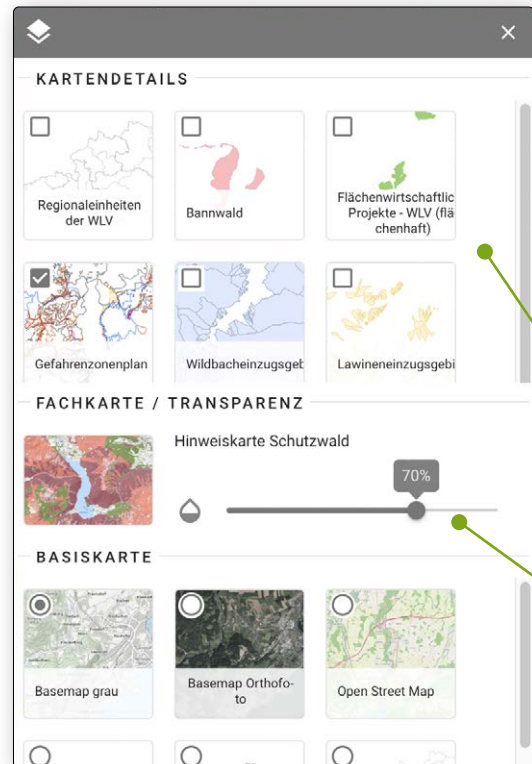 KARTENDETAILS
Regionaleinheiten
der WLV
Bannwald
Flächenwirtschaftlic
Projekte - WLV (flä
chenhaft)
Gefahrenzonenplan
Wildbacheinzugsgeb
Lawineneinzugsgebi
FACHKARTE / TRANSPARENZ
Hinweiskarte Schutzwald
70%
BASISKARTE
Basemap grau
Basemap Orthofo-
to
Open Street Map